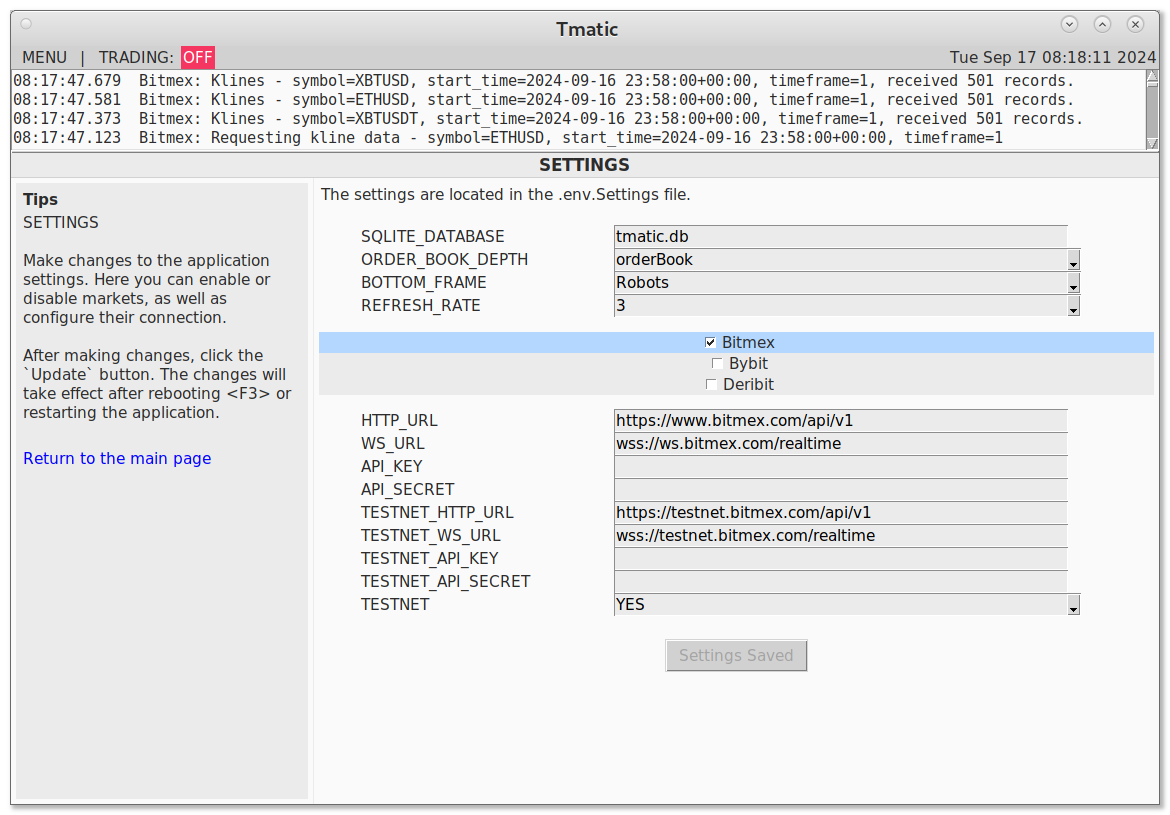 Tmatic
MENU | TRADING: OFF Tue Sep 17 08:18:11 2024
08:17:47.679 Bitmex: Klines - symbol=XBTUSD, start_time=2024-09-16 23:58:00+00:00, timeframe=1, received 501 records.
08:17:47.581 Bitmex: Klines - symbol=ETHUSD, start_time=2024-09-16 23:58:00+00:00, timeframe=1, received 501 records.
08:17:47.373 Bitmex: Klines - symbol=XBTUSDT, start_time=2024-09-16 23:58:00+00:00, timeframe=1, received 501 records.
08:17:47.123 Bitmex: Requesting kline data - symbol=ETHUSD, start_time=2024-09-16 23:58:00+00:00, timeframe=1
SETTINGS
Tips
SETTINGS
Make changes to the application
settings. Here you can enable or
disable markets, as well as
configure their connection.
After making changes, click the
`Update` button. The changes will
take effect after rebooting <F3> or
restarting the application.
Return to the main page
The settings are located in the .env.Settings file.
SQLITE_DATABASE tmatic.db
ORDER_BOOK_DEPTH orderBook
BOTTOM_FRAME Robots
REFRESH_RATE 3
Bitmex
Bybit
Deribit
HTTP_URL https://www.bitmex.com/api/v1
WS_URL wss://ws.bitmex.com/realtime
API_KEY
API_SECRET
TESTNET_HTTP_URL https://testnet.bitmex.com/api/v1
TESTNET_WS_URL wss://testnet.bitmex.com/realtime
TESTNET_API_KEY
TESTNET_API_SECRET
TESTNET YES
Settings Saved